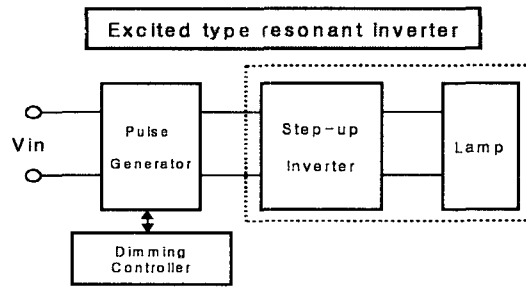 Excited type resonant inverter
Vin
Pulse
Generator
Step-up
Inverter
Lamp
Dimming
Controller